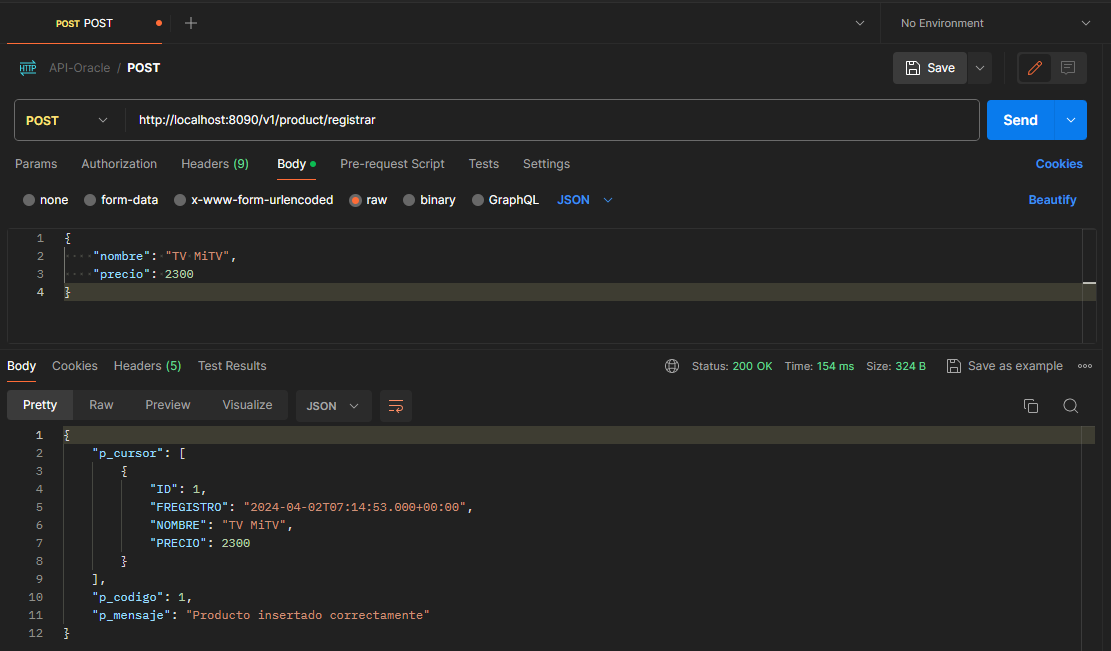 POST POST
No Environment
HTTP API-Oracle / POST
Save
POST http://localhost:8090/v1/product/registrar
Send
Params Authorization Headers (9) Body Pre-request Script Tests Settings Cookies
none form-data x-www-form-urlencoded raw binary GraphQL JSON Beautify
1 {
2 "nombre": "TV MiTV",
3 "precio": 2300
4 }
Body Cookies Headers (5) Test Results Status: 200 OK Time: 154 ms Size: 324 B Save as example
Pretty Raw Preview Visualize JSON
1 {
2 "p_cursor": [
3 {
4 "ID": 1,
5 "FREGISTRO": "2024-04-02T07:14:53.000+00:00",
6 "NOMBRE": "TV MiTV",
7 "PRECIO": 2300
8 }
9 ],
10 "p_codigo": 1,
11 "p_mensaje": "Producto insertado correctamente"
12 }